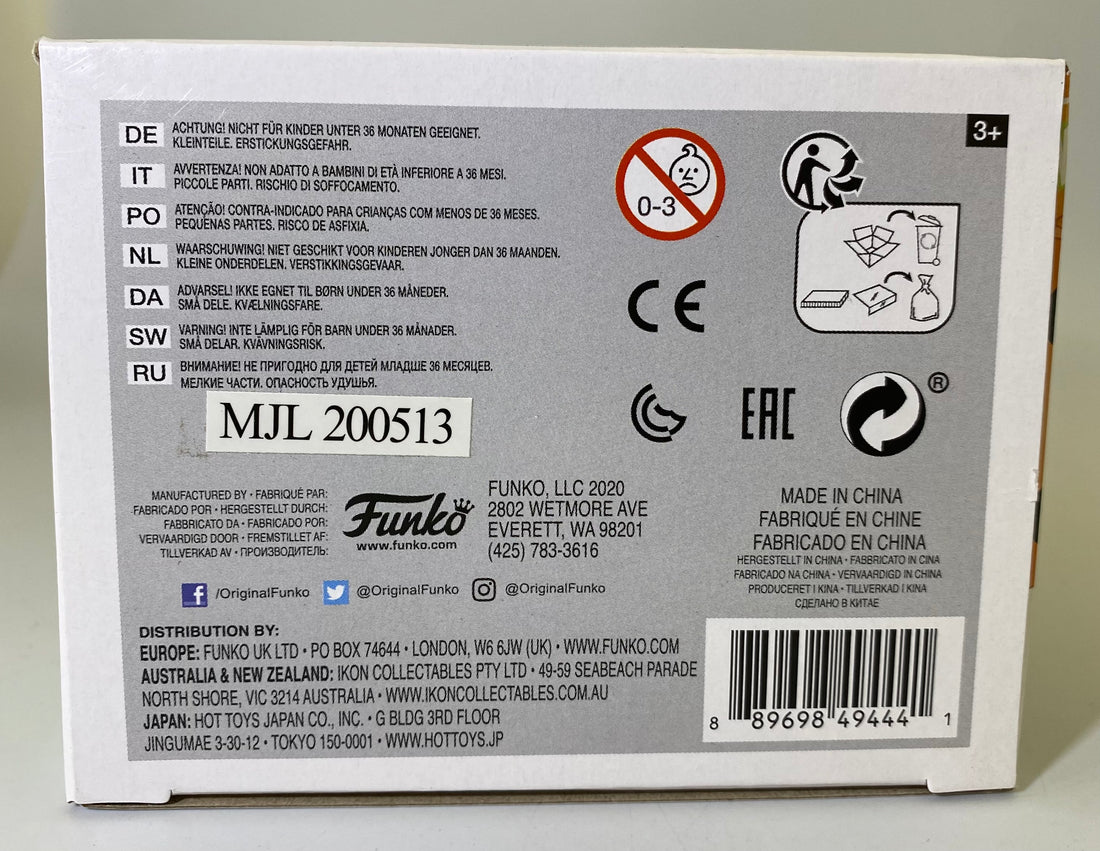 3+
DE ACHTUNG! NICHT FÜR KINDER UNTER 36 MONATEN GEEIGNET.
KLEINTEILE. ERSTICKUNGSGEFAHR.
IT AVVERTENZA! NON ADATTO A BAMBINI DI ETÀ INFERIORE A 36 MESI.
PICCOLE PARTI. RISCHIO DI SOFFOCAMENTO.
PO ATENÇÃO! CONTRA-INDICADO PARA CRIANÇAS COM MENOS DE 36 MESES.
PEQUENAS PARTES. RISCO DE ASFIXIA.
NL WAARSCHUWING! NIET GESCHIKT VOOR KINDEREN JONGER DAN 36 MAANDEN.
KLEINE ONDERDELEN. VERSTIKKINGSGEVAAR.
DA ADVARSEL! IKKE EGNET TIL BØRN UNDER 36 MÅNEDER.
SMÅ DELE. KVÆLNINGSFARE.
SW VARNING! INTE LÄMPLIG FÖR BARN UNDER 36 MÅNADER.
SMÅ DELAR. KVÄVNINGSRISK.
RU ВНИМАНИЕ! НЕ ПРИГОДНО ДЛЯ ДЕТЕЙ МЛАДШЕ 36 МЕСЯЦЕВ.
МЕЛКИЕ ЧАСТИ. ОПАСНОСТЬ УДУШЬЯ.
0-3
CE
EAC
®
MJL 200513
MANUFACTURED BY • FABRIQUÉ PAR:
FABRICADO POR • HERGESTELLT DURCH:
FABBRICATO DA • FABRICADO POR:
VERVAARDIGD DOOR • FREMSTILLET AF:
TILLVERKAD AV • ПРОИЗВОДИТЕЛЬ:
Funko
www.funko.com
FUNKO, LLC 2020
2802 WETMORE AVE
EVERETT, WA 98201
(425) 783-3616
MADE IN CHINA
FABRIQUÉ EN CHINE
FABRICADO EN CHINA
HERGESTELLT IN CHINA • FABBRICATO IN CINA
FABRICADO NA CHINA • VERVAARDIGD IN CHINA
PRODUCERET I KINA • TILLVERKAD I KINA
СДЕЛАНО В КИТАЕ
f /OriginalFunko @OriginalFunko @OriginalFunko
DISTRIBUTION BY:
EUROPE: FUNKO UK LTD • PO BOX 74644 • LONDON, W6 6JW (UK) • WWW.FUNKO.COM
AUSTRALIA & NEW ZEALAND: IKON COLLECTABLES PTY LTD • 49-59 SEABEACH PARADE
NORTH SHORE, VIC 3214 AUSTRALIA • WWW.IKONCOLLECTABLES.COM.AU
JAPAN: HOT TOYS JAPAN CO., INC. • G BLDG 3RD FLOOR
JINGUMAE 3-30-12 • TOKYO 150-0001 • WWW.HOTTOYS.JP
8 89698 49444 1